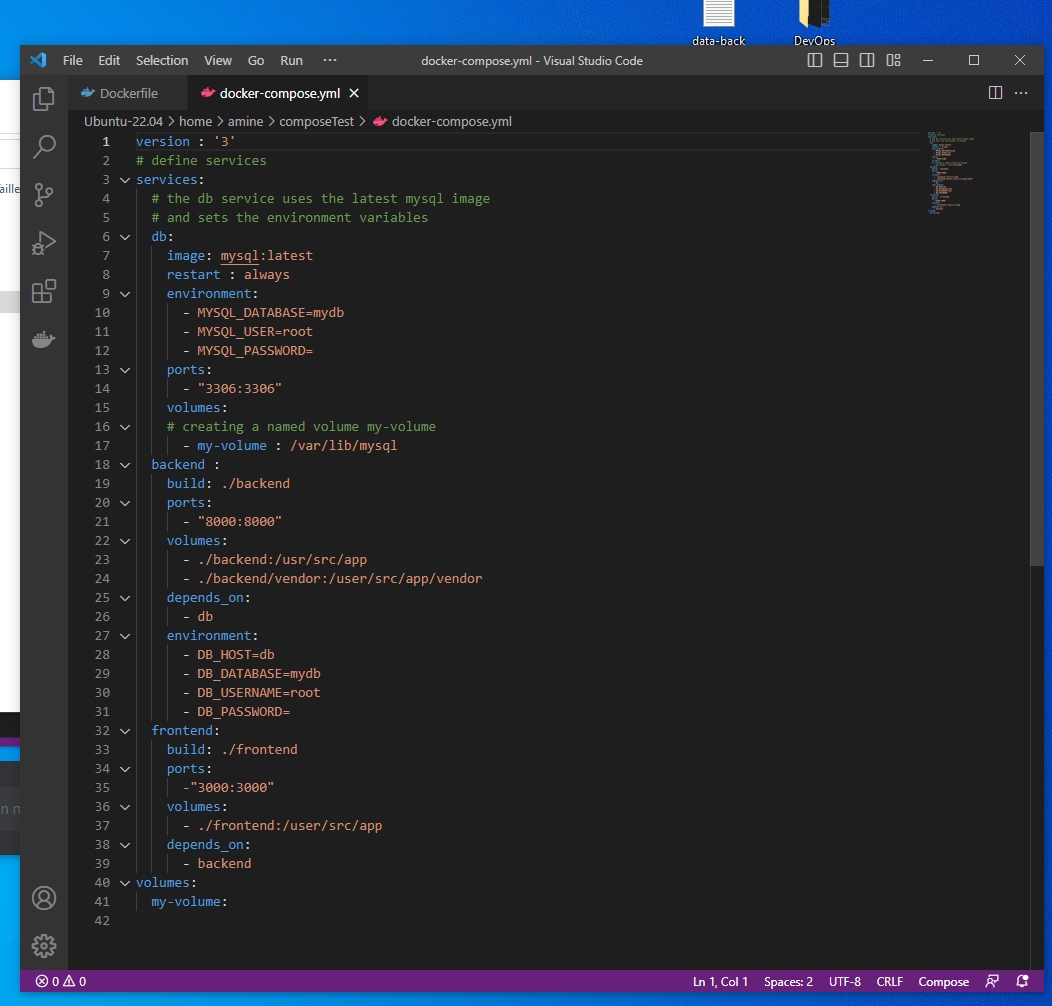 data-back
DevOps
File Edit Selection View Go Run ··· docker-compose.yml - Visual Studio Code
Dockerfile docker-compose.yml
Ubuntu-22.04 > home > amine > composeTest > docker-compose.yml
aille
n n
1 version : '3'
2 # define services
3 services:
4 # the db service uses the latest mysql image
5 # and sets the environment variables
6 db:
7 image: mysql:latest
8 restart : always
9 environment:
10 - MYSQL_DATABASE=mydb
11 - MYSQL_USER=root
12 - MYSQL_PASSWORD=
13 ports:
14 - "3306:3306"
15 volumes:
16 # creating a named volume my-volume
17 - my-volume : /var/lib/mysql
18 backend :
19 build: ./backend
20 ports:
21 - "8000:8000"
22 volumes:
23 - ./backend:/usr/src/app
24 - ./backend/vendor:/user/src/app/vendor
25 depends_on:
26 - db
27 environment:
28 - DB_HOST=db
29 - DB_DATABASE=mydb
30 - DB_USERNAME=root
31 - DB_PASSWORD=
32 frontend:
33 build: ./frontend
34 ports:
35 -"3000:3000"
36 volumes:
37 - ./frontend:/user/src/app
38 depends_on:
39 - backend
40 volumes:
41 my-volume:
42
0 0 Ln 1, Col 1 Spaces: 2 UTF-8 CRLF Compose